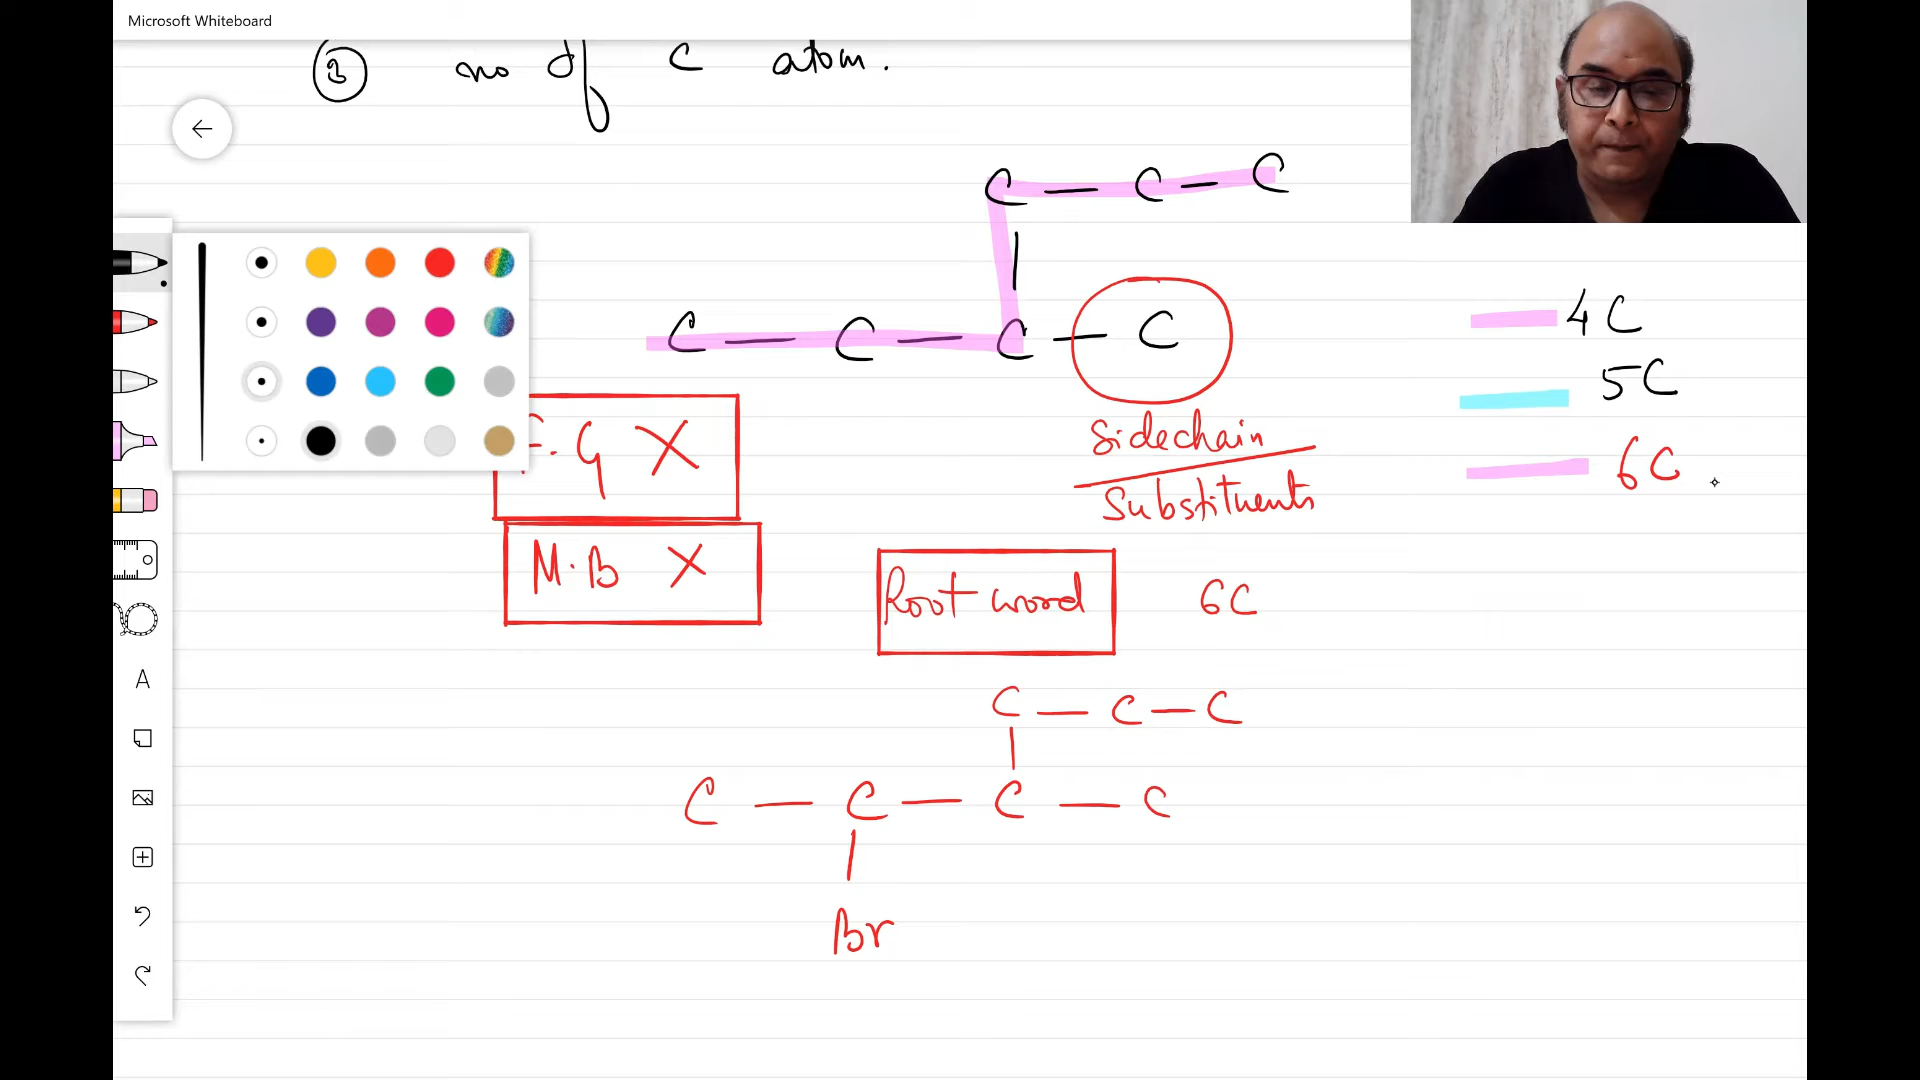 Microsoft Whiteboard
3 no of C atom.
C — C — C
|
C — C — C — C
4C
5C
6C
F.G X
Sidechain
Substituents
M.B X
Root word 6C
C — C — C
|
C — C — C — C
|
Br
A